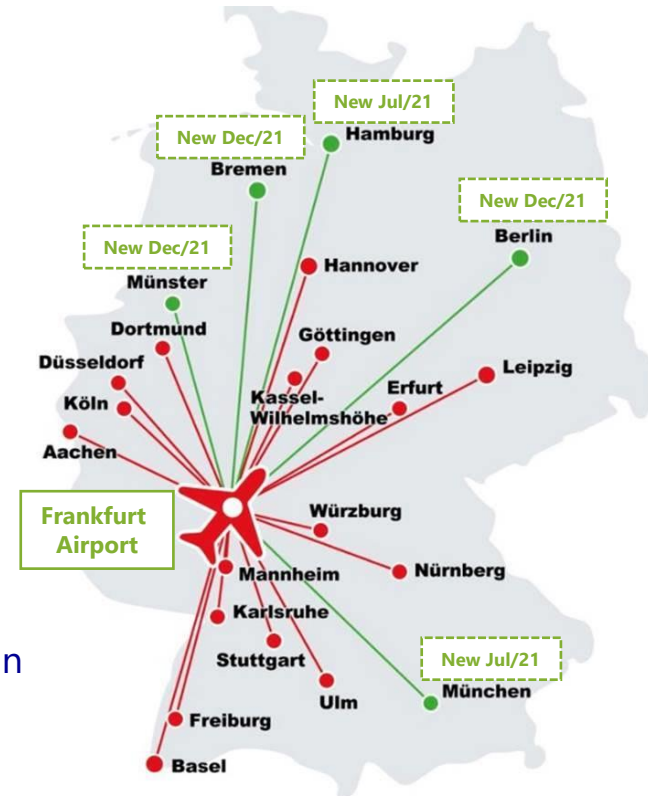 New Jul/21
Hamburg
New Dec/21
Bremen
New Dec/21
Berlin
New Dec/21
Münster
Hannover
Dortmund
Göttingen
Düsseldorf
Leipzig
Kassel-
Wilhelmshöhe
Erfurt
Köln
Aachen
Frankfurt
Airport
Würzburg
Mannheim
Nürnberg
Karlsruhe
n
Stuttgart
New Jul/21
München
Ulm
Freiburg
Basel